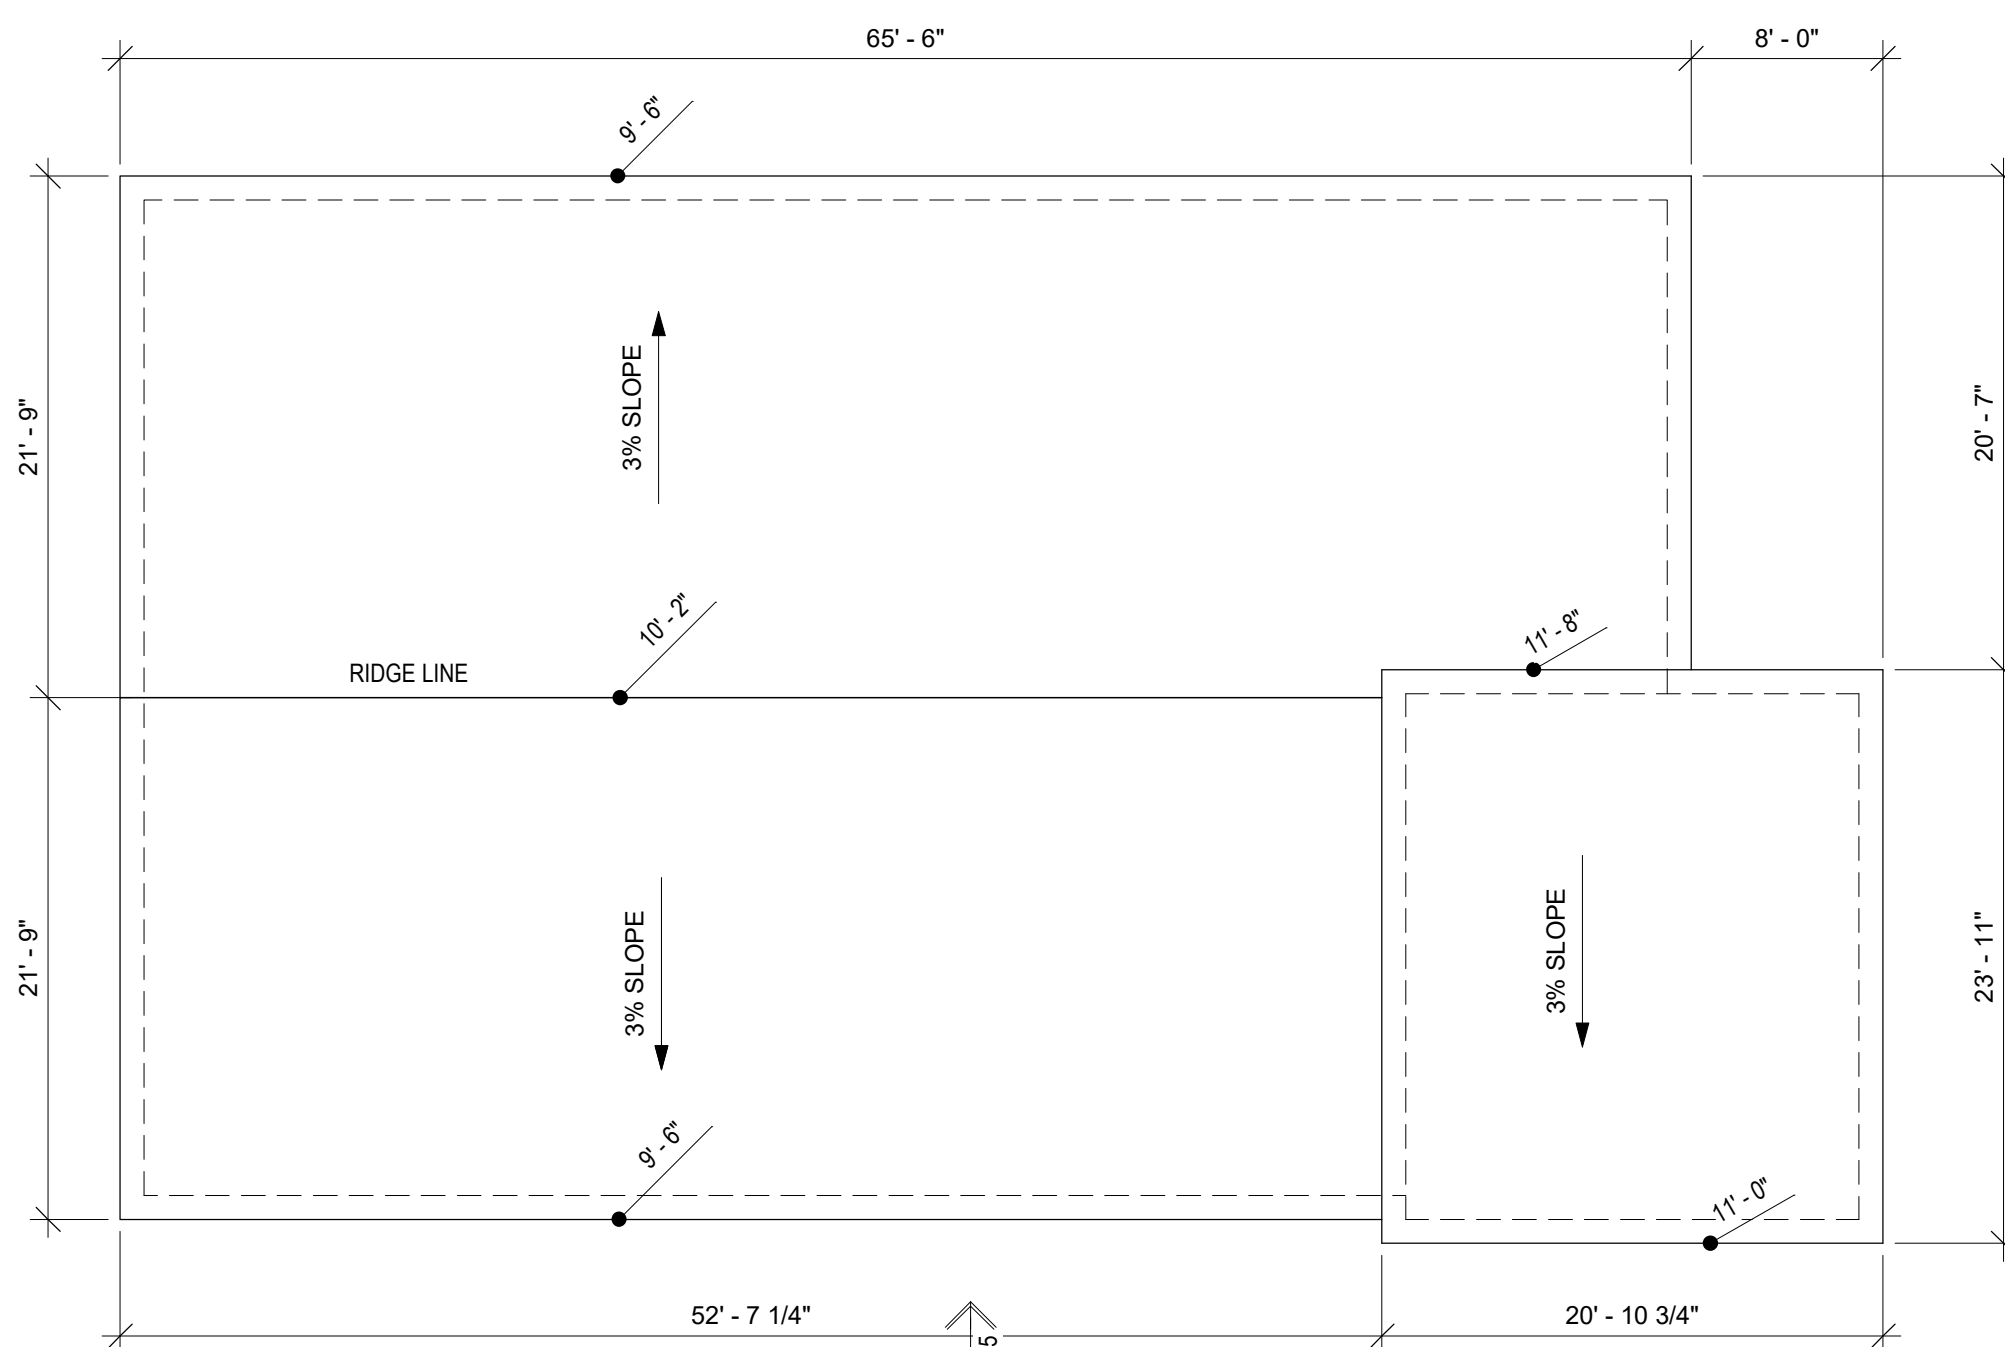 65' - 6"
8' - 0"
9' - 6"
3% SLOPE
21' - 9"
20' - 7"
10' - 2"
11' - 8"
RIDGE LINE
3% SLOPE
3% SLOPE
21' - 9"
23' - 11"
9' - 6"
11' - 0"
52' - 7 1/4"
5
20' - 10 3/4"